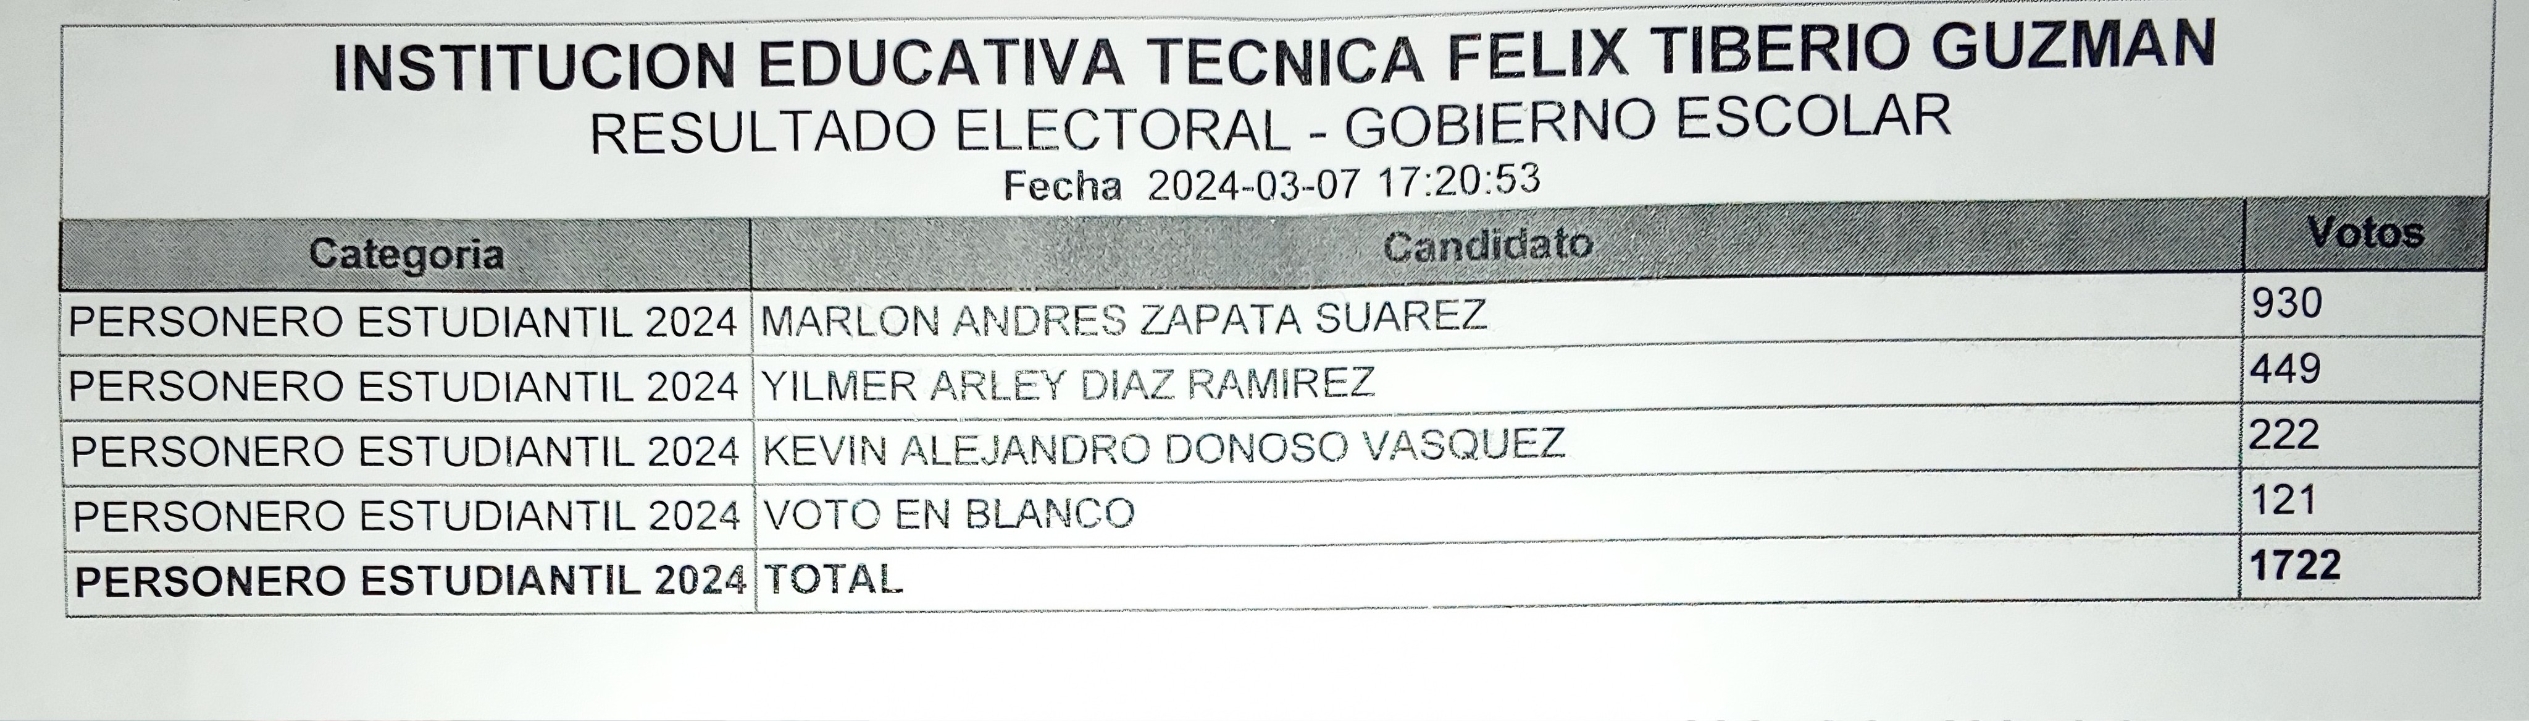 INSTITUCION EDUCATIVA TECNICA FELIX TIBERIO GUZMAN
RESULTADO ELECTORAL - GOBIERNO ESCOLAR
Fecha 2024-03-07 17:20:53
Categoria Candidato Votos
PERSONERO ESTUDIANTIL 2024 MARLON ANDRES ZAPATA SUAREZ 930
PERSONERO ESTUDIANTIL 2024 YILMER ARLEY DIAZ RAMIREZ 449
PERSONERO ESTUDIANTIL 2024 KEVIN ALEJANDRO DONOSO VASQUEZ 222
PERSONERO ESTUDIANTIL 2024 VOTO EN BLANCO 121
PERSONERO ESTUDIANTIL 2024 TOTAL 1722